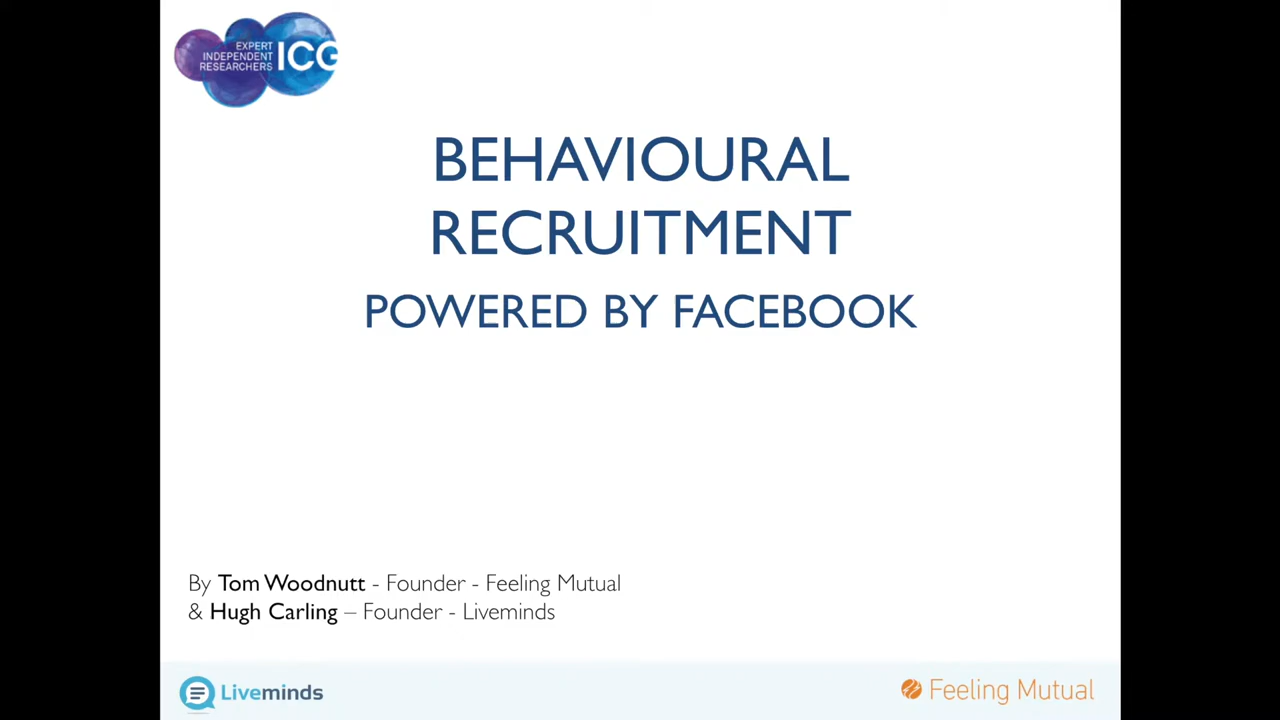 EXPERT
INDEPENDENT
RESEARCHERS
ICG
BEHAVIOURAL
RECRUITMENT
POWERED BY FACEBOOK
By Tom Woodnutt - Founder - Feeling Mutual
& Hugh Carling – Founder - Liveminds
Liveminds
Feeling Mutual